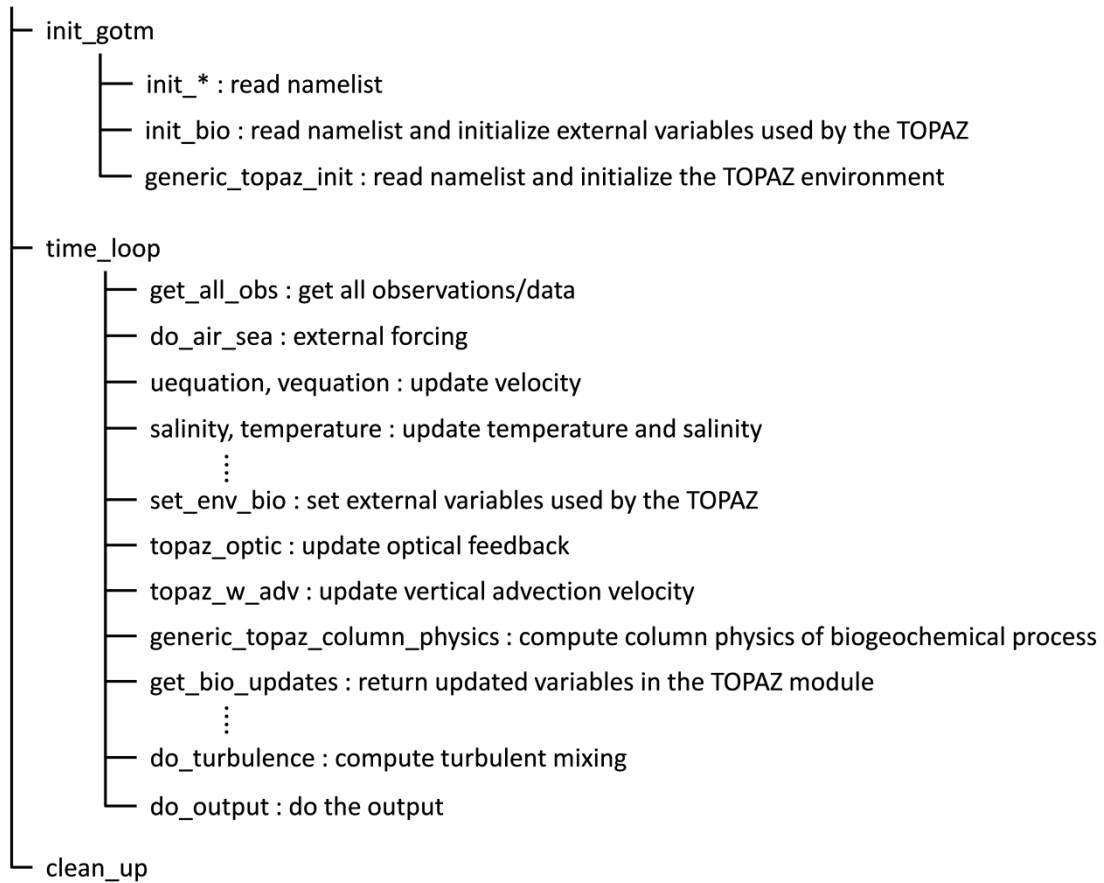 init_gotm
init_* : read namelist
init_bio : read namelist and initialize external variables used by the TOPAZ
generic_topaz_init : read namelist and initialize the TOPAZ environment
time_loop
get_all_obs : get all observations/data
do_air_sea : external forcing
uequation, vequation : update velocity
salinity, temperature : update temperature and salinity
set_env_bio : set external variables used by the TOPAZ
topaz_optic : update optical feedback
topaz_w_adv : update vertical advection velocity
generic_topaz_column_physics : compute column physics of biogeochemical process
get_bio_updates : return updated variables in the TOPAZ module
do_turbulence : compute turbulent mixing
do_output : do the output
clean_up